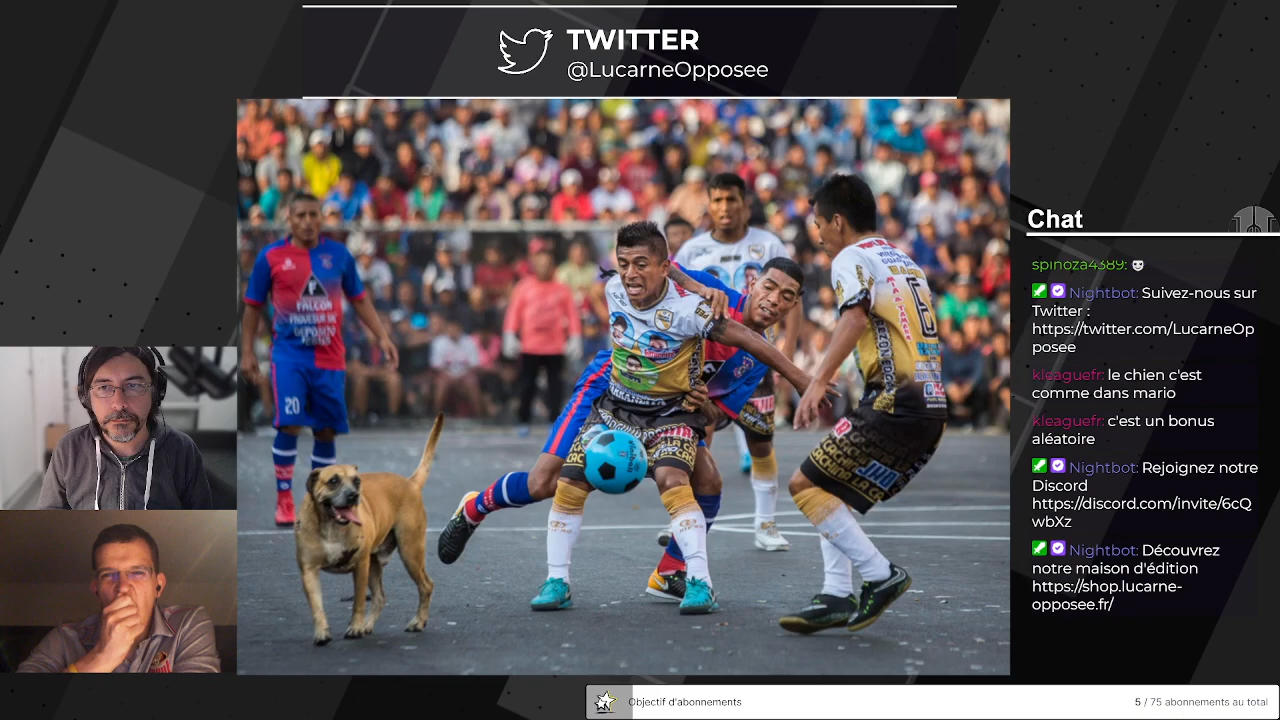 TWITTER
@LucarneOpposee
FALCON
20
6
CACHINA
JHO
Chat
spinoza4389:
Nightbot: Suivez-nous sur
Twitter :
https://twitter.com/LucarneOp
posee
kleaguefr: le chien c'est
comme dans mario
kleaguefr: c'est un bonus
aléatoire
Nightbot: Rejoignez notre
Discord
https://discord.com/invite/6cQ
wbXz
Nightbot: Découvrez
notre maison d'édition
https://shop.lucarne-
opposee.fr/
Objectif d'abonnements
5 / 75 abonnements au total